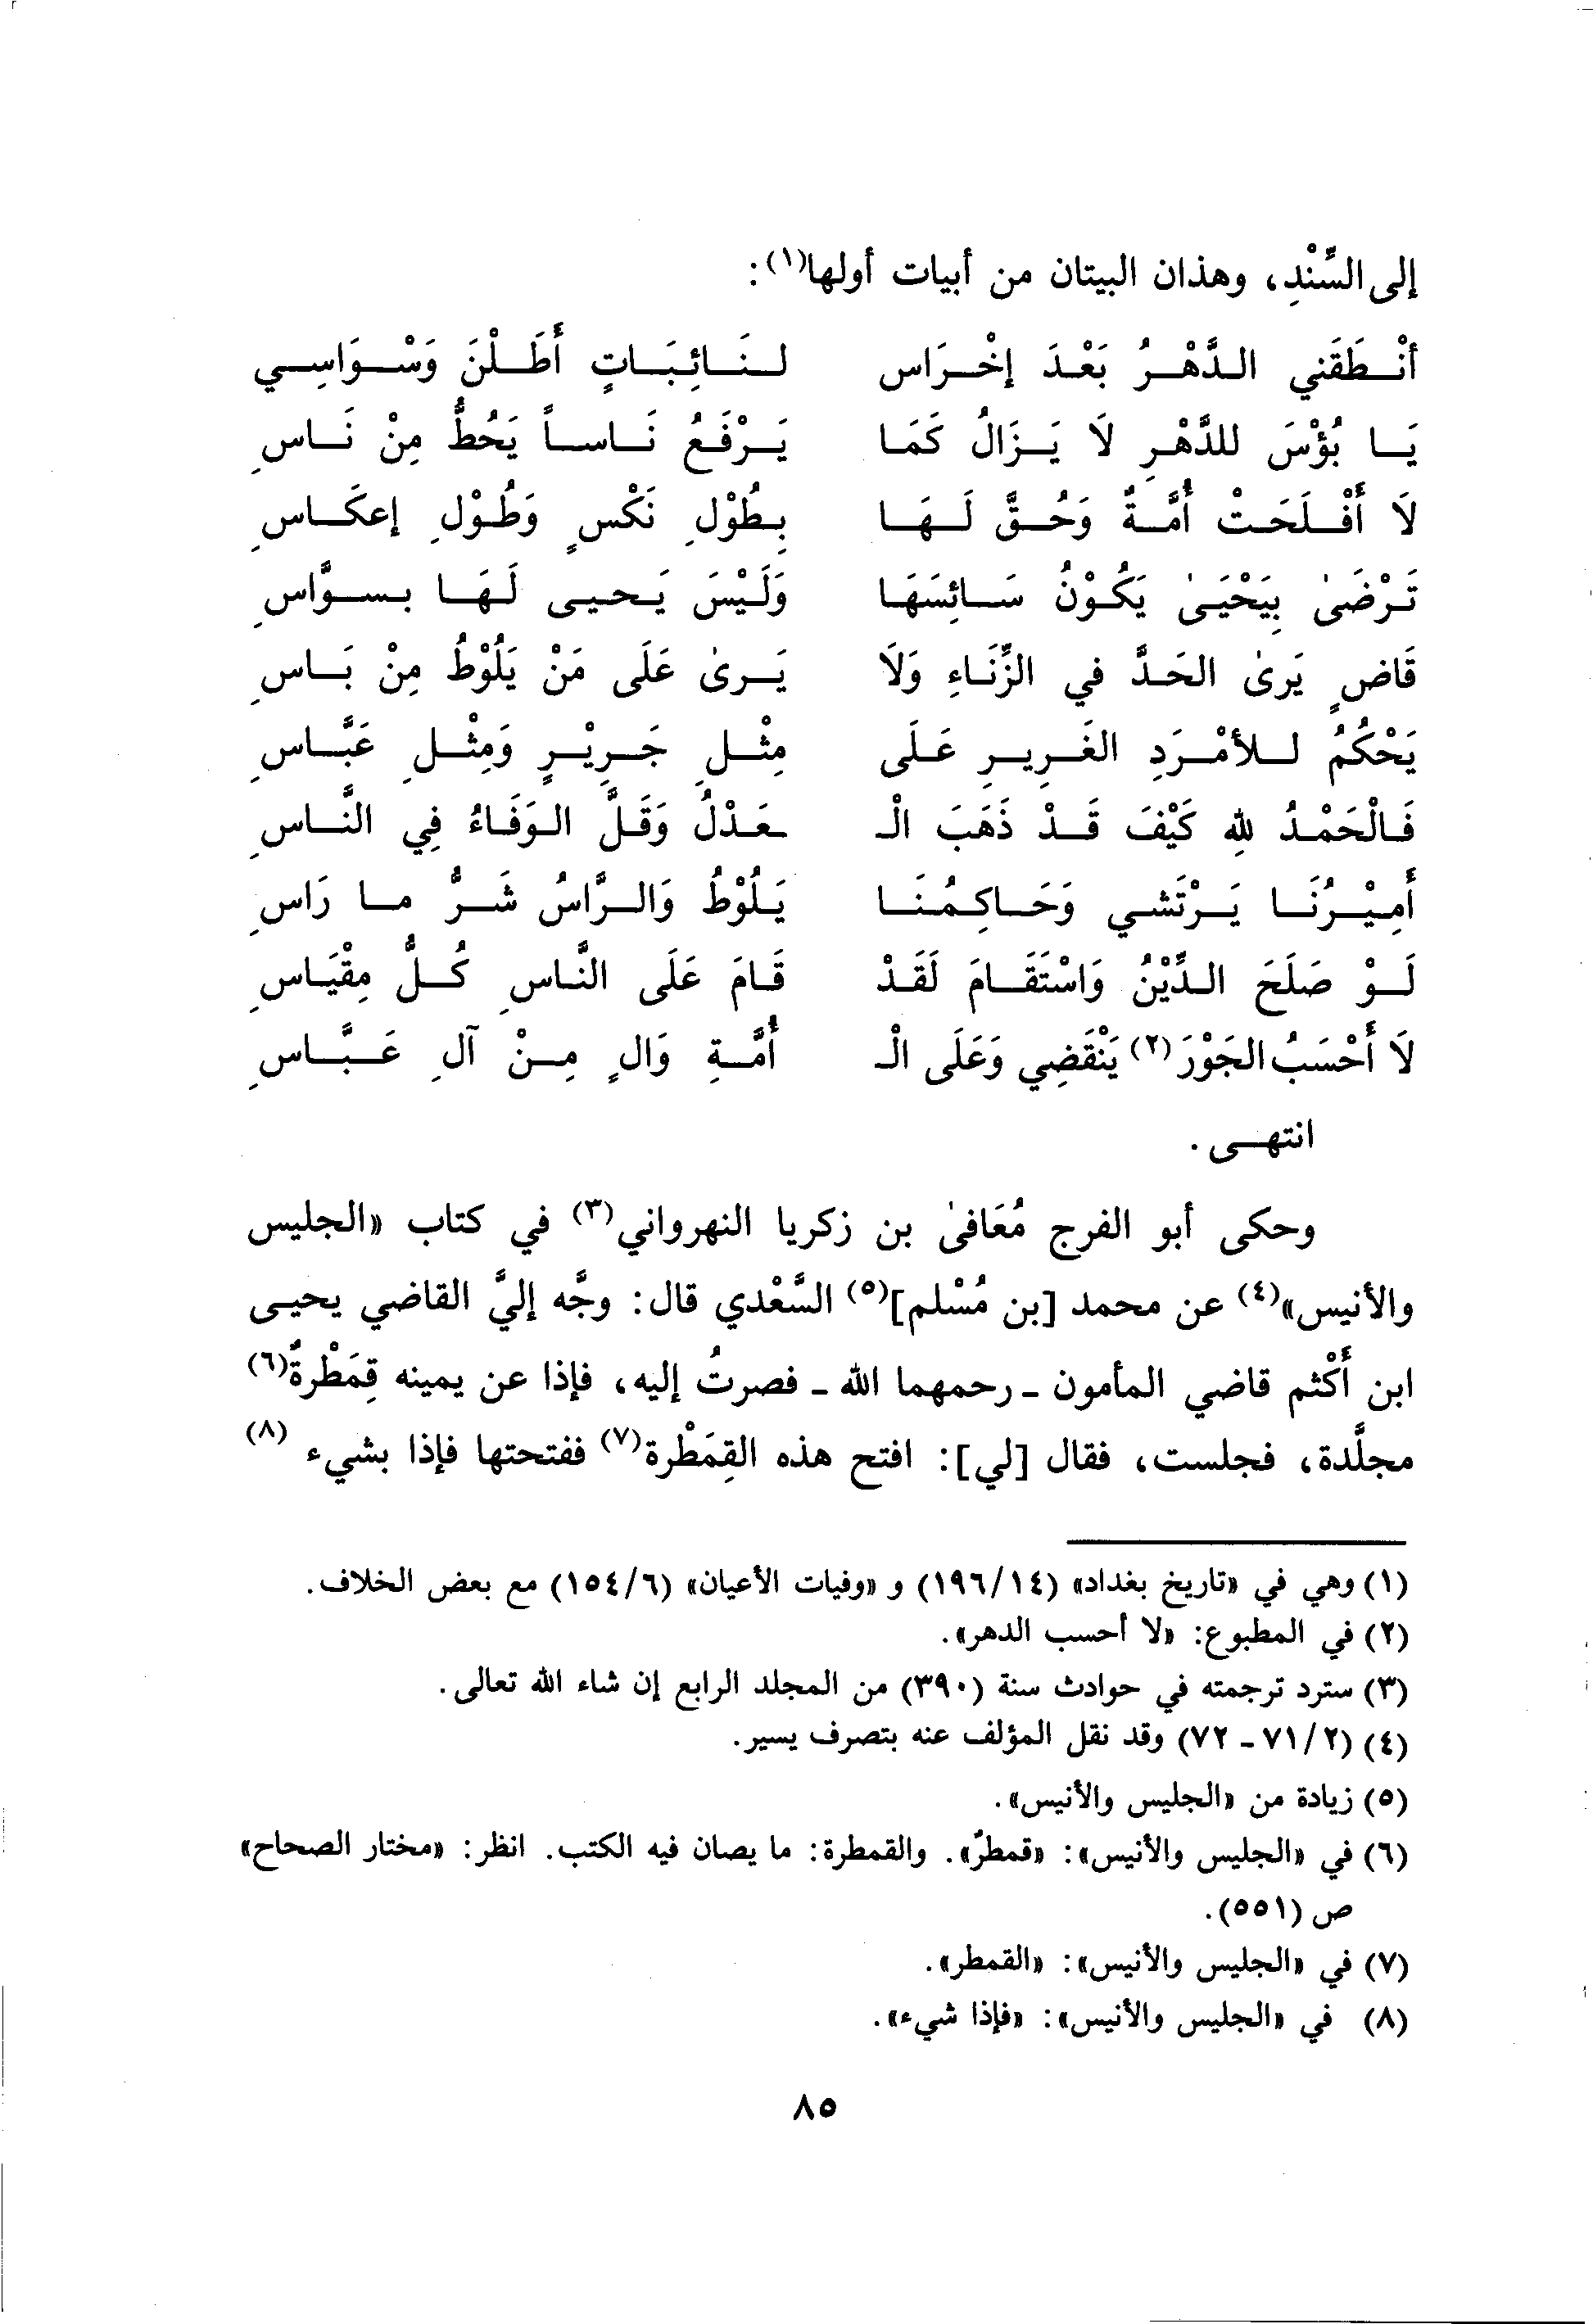 إلى السِّنْدِ، وهذان البيتان من أبيات أولها(١):
أنْطَقَني الدَّهْرُ بَعْدَ إخْرَاس لنَائِبَاتٍ أَطَلْنَ وَسْوَاسِي
يَا بُؤْسَ للدَّهْرِ لاَ يَزَالُ كَمَا يَرْفَعُ نَاساً يَحُطُّ مِنْ نَاسِ
لاَ أَفْلَحَتْ أُمَّةٌ وَحُقَّ لَهَا بِطُوْلِ نَكْسٍ وَطُوْلِ إعكَاسِ
تَرْضَىٰ بِيَحْيَىٰ يَكُوْنُ سَائِسَهَا وَلَيْسَ يَحيى لَهَا بسوَّاسِ
قَاضٍ يَرىٰ الحَدَّ في الزِّنَاءِ وَلَا يَرىٰ عَلَى مَنْ يَلُوْطُ مِنْ بَاسِ
يَحْكُمُ للأمْرَدِ الغَرِيرِ عَلَى مِثْلِ جَرِيْرٍ وَمِثْلِ عَبَّاسِ
فَالْحَمْدُ لِلهِ كَيْفَ قَدْ ذَهَبَ الْـ ـعَدْلُ وَقَلَّ الوَفَاءُ فِي النَّاسِ
أَمِيْرُنَا يَرْتَشي وَحَاكِمُنَا يَلُوْطُ وَالرَّاسُ شَرُّ ما رَاسِ
لَوْ صَلَحَ الدِّيْنُ وَاسْتَقَامَ لَقَدْ قَامَ عَلَى النَّاسِ كُلُّ مِقْيَاسِ
لاَ أَحْسَبُ الجَوْرَ(٢) يَنْقَضِي وَعَلَى الْـ أُمَّةِ وَالٍ مِنْ آلِ عَبَّاسِ
انتهى.
وحكى أبو الفرج مُعَافىٰ بن زكريا النهرواني(٣) في كتاب «الجليس
والأنيس»(٤) عن محمد [بن مُسْلم](٥) السَّعْدي قال: وجَّه إليَّ القاضي يحيى
ابن أَكْثم قاضي المأمون ـ رحمهما الله ـ فصرتُ إليه، فإذا عن يمينه قِمَطْرةٌ(٦)
مجلَّدة، فجلست، فقال [لي]: افتح هذه القِمَطْرة(٧) ففتحتها فإذا بشيء (٨)
(١) وهي في «تاريخ بغداد» (١٩٦/١٤) و «وفيات الأعيان» (١٥٤/٦) مع بعض الخلاف.
(٢) في المطبوع: «لا أحسب الدهر».
(٣) سترد ترجمته في حوادث سنة (٣٩٠) من المجلد الرابع إن شاء الله تعالى.
(٤) (٧١/٢ ـ ٧٢) وقد نقل المؤلف عنه بتصرف يسير.
(٥) زيادة من «الجليس والأنيس».
(٦) في «الجليس والأنيس»: «قمطرٌ». والقمطرة: ما يصان فيه الكتب. انظر: «مختار الصحاح»
ص (٥٥١).
(٧) في «الجليس والأنيس»: «القمطر».
(٨) في «الجليس والأنيس»: «فإذا شيء».
٨٥